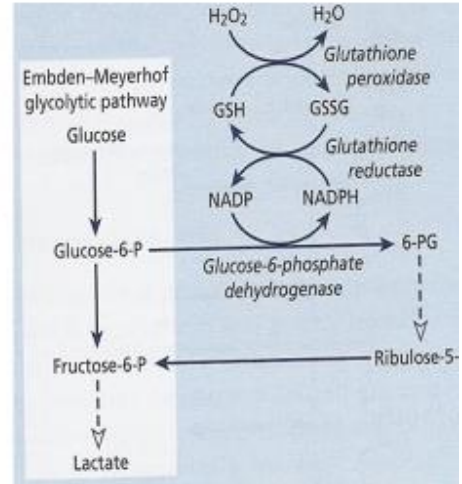 H2O2
H2O
Glutathione
peroxidase
Embden–Meyerhof
glycolytic pathway
GSH
GSSG
Glucose
Glutathione
reductase
NADP
NADPH
Glucose-6-P
6-PG
Glucose-6-phosphate
dehydrogenase
Fructose-6-P
Ribulose-5-
Lactate